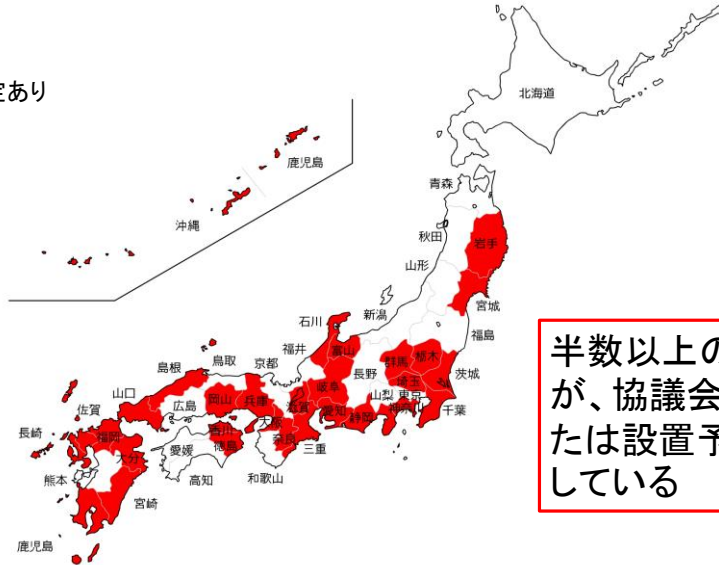 定あり
北海道
鹿児島
沖縄
青森
秋田
岩手
山形
宮城
新潟
石川
福島
福井
富山
群馬
栃木
島根
鳥取
京都
長野
茨城
埼玉
岐阜
山口
岡山
兵庫
滋賀
山梨
東京
佐賀
広島
愛知
静岡
神奈川
千葉
大阪
長崎
福岡
香川
奈良
徳島
三重
大分
愛媛
熊本
高知
和歌山
宮崎
鹿児島
半数以上の
が、協議会
たは設置予
している